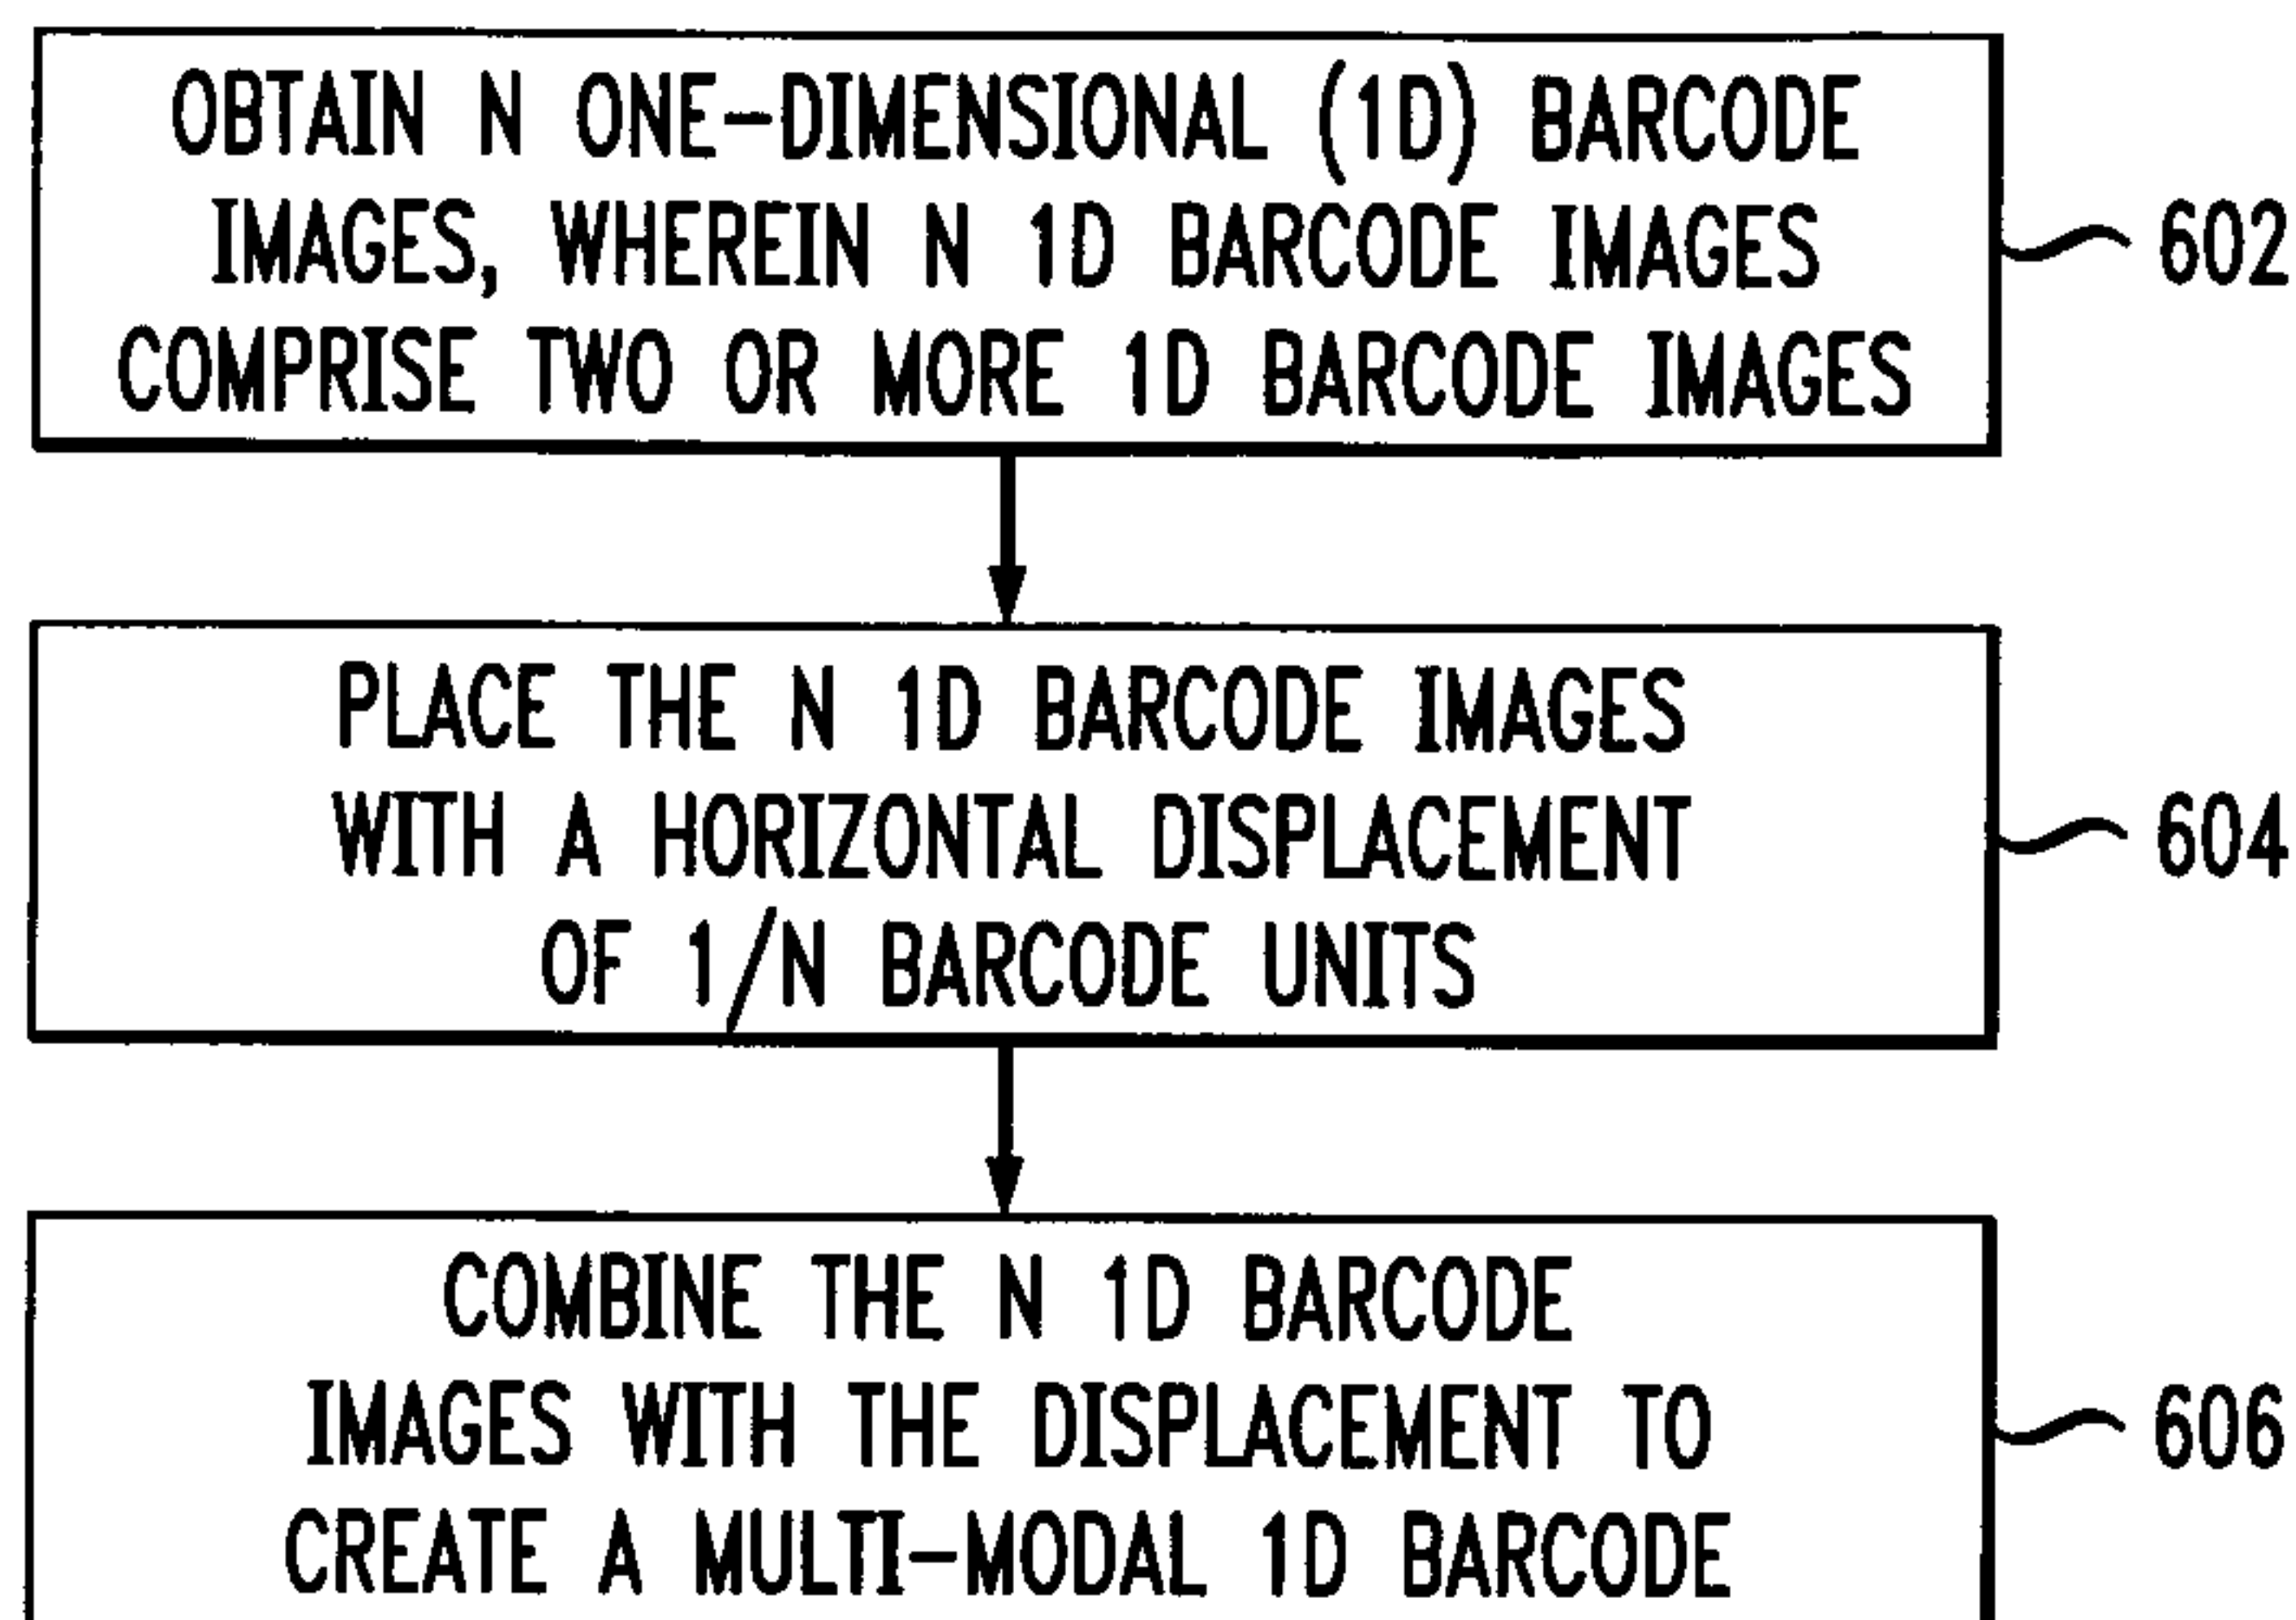 OBTAIN N ONE-DIMENSIONAL (1D) BARCODE
IMAGES, WHEREIN N 1D BARCODE IMAGES
COMPRISE TWO OR MORE 1D BARCODE IMAGES
602
PLACE THE N 1D BARCODE IMAGES
WITH A HORIZONTAL DISPLACEMENT
OF 1/N BARCODE UNITS
604
COMBINE THE N 1D BARCODE
IMAGES WITH THE DISPLACEMENT TO
CREATE A MULTI-MODAL 1D BARCODE
606